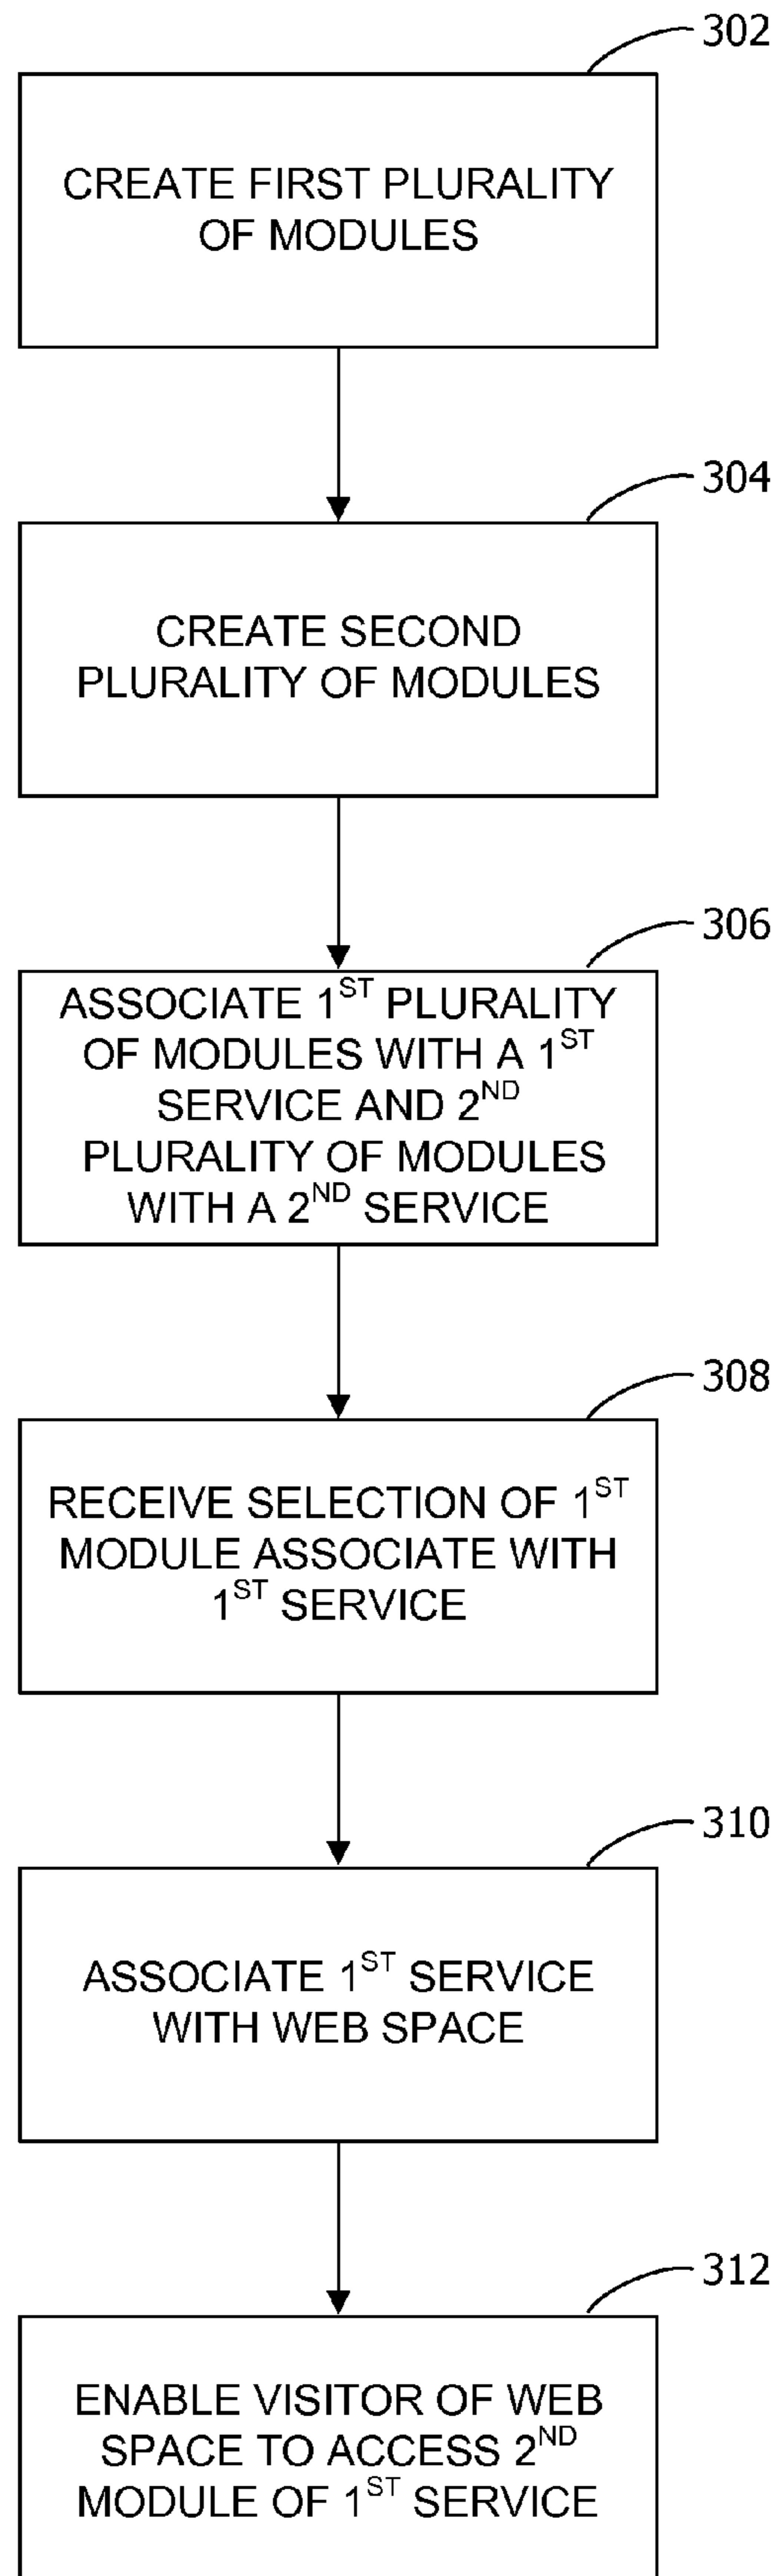 302
CREATE FIRST PLURALITY
OF MODULES
304
CREATE SECOND
PLURALITY OF MODULES
306
ASSOCIATE 1ST PLURALITY
OF MODULES WITH A 1ST
SERVICE AND 2ND
PLURALITY OF MODULES
WITH A 2ND SERVICE
308
RECEIVE SELECTION OF 1ST
MODULE ASSOCIATE WITH
1ST SERVICE
310
ASSOCIATE 1ST SERVICE
WITH WEB SPACE
312
ENABLE VISITOR OF WEB
SPACE TO ACCESS 2ND
MODULE OF 1ST SERVICE